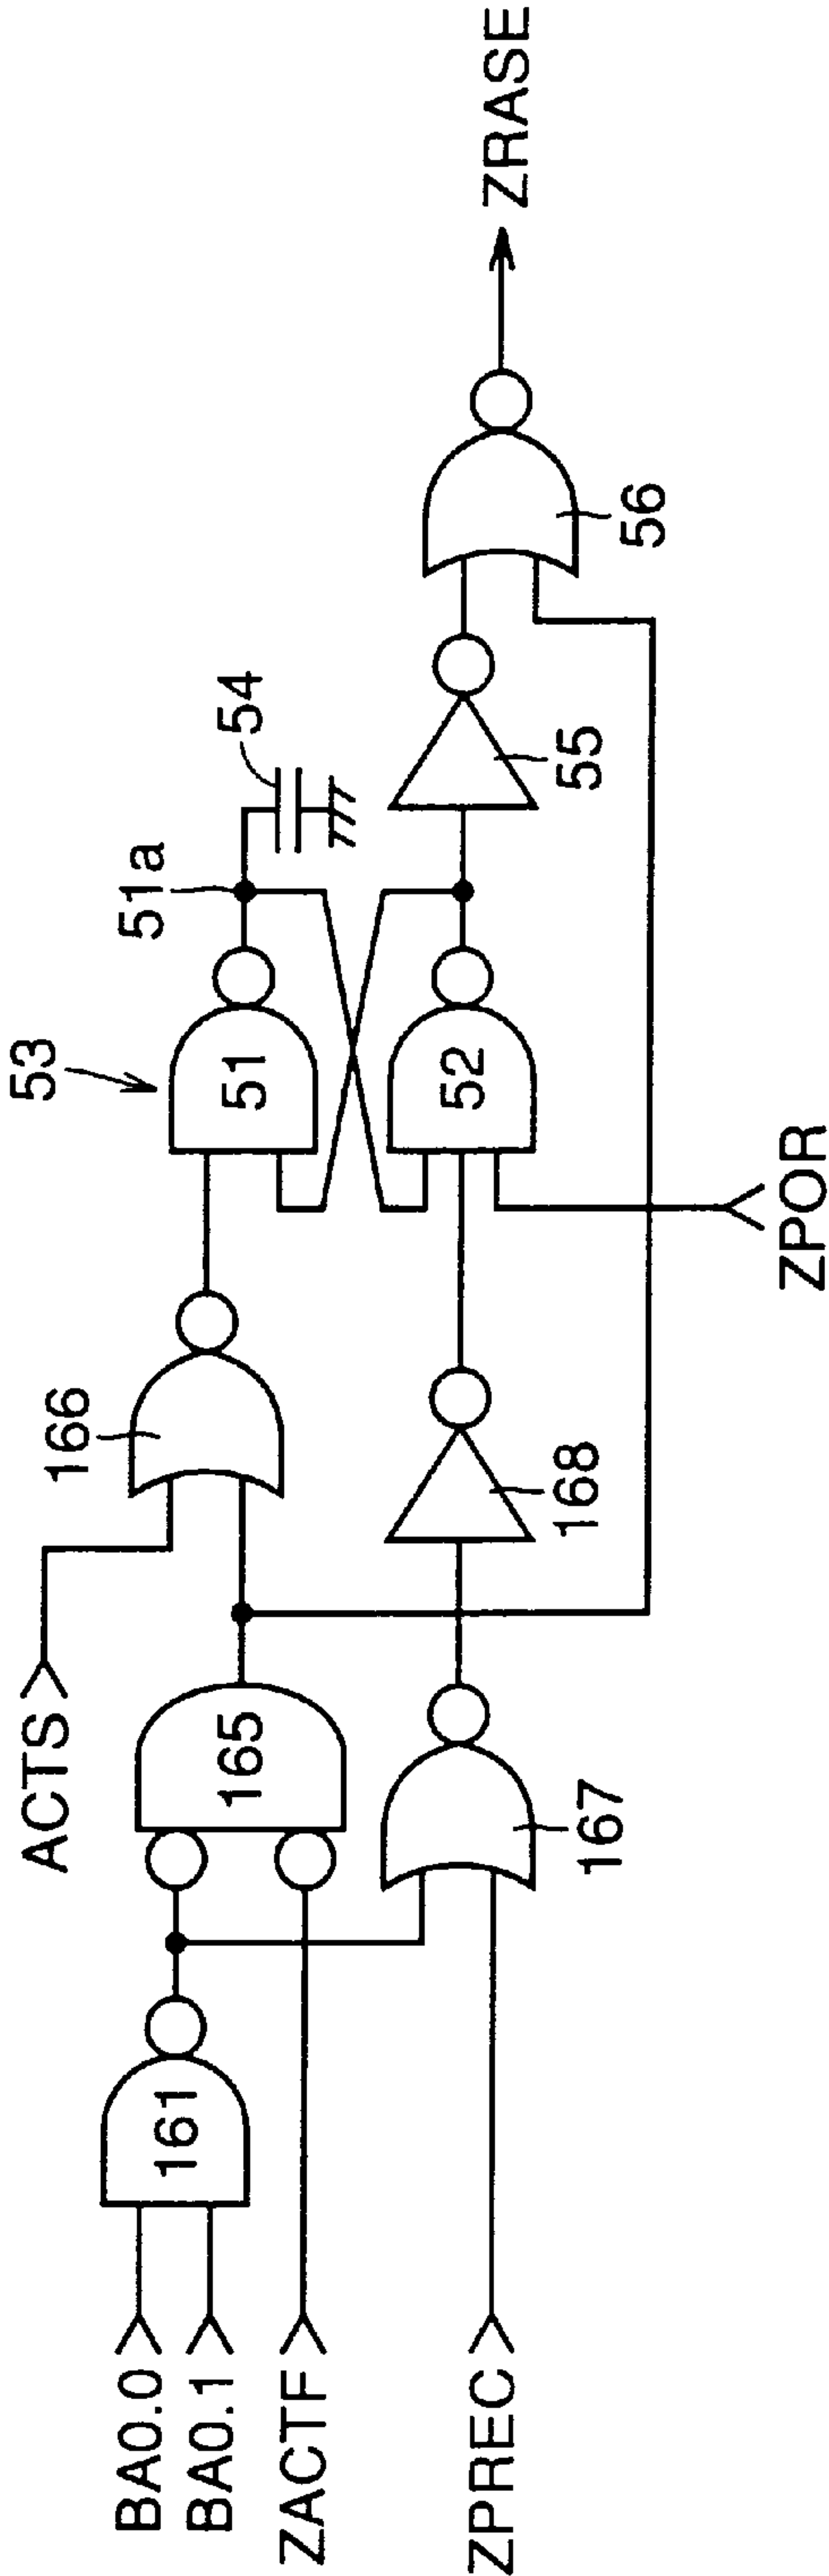 BA0.0
BA0.1
ZACTF
ZPREC
161
ACTS
165
167
166
168
53
51
52
ZPOR
51a
54
55
56
ZRASE